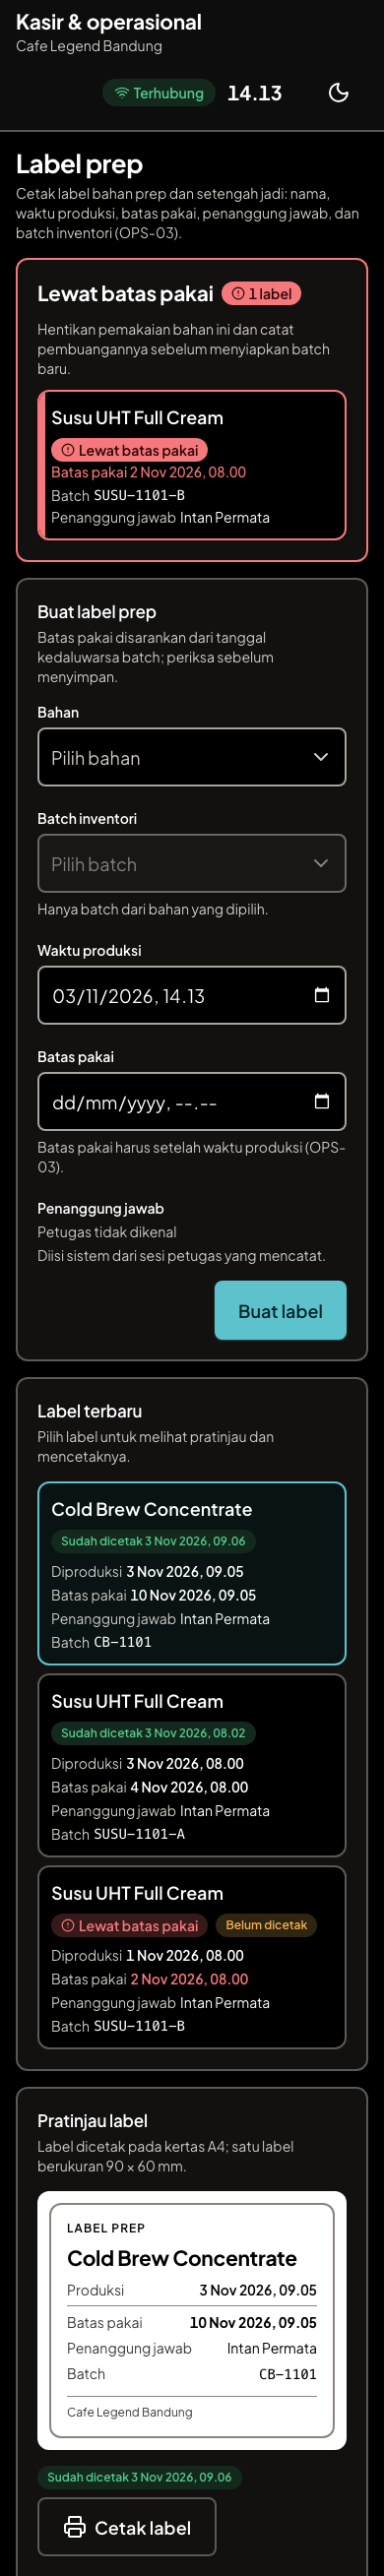 Kasir & operasional
Cafe Legend Bandung
Terhubung 14.13
Label prep
Cetak label bahan prep dan setengah jadi: nama,
waktu produksi, batas pakai, penanggung jawab, dan
batch inventori (OPS-03).
Lewat batas pakai 1 label
Hentikan pemakaian bahan ini dan catat
pembuangannya sebelum menyiapkan batch
baru.
Susu UHT Full Cream
Lewat batas pakai
Batas pakai 2 Nov 2026, 08.00
Batch SUSU-1101-B
Penanggung jawab Intan Permata
Buat label prep
Batas pakai disarankan dari tanggal
kedaluwarsa batch; periksa sebelum
menyimpan.
Bahan
Pilih bahan
Batch inventori
Pilih batch
Hanya batch dari bahan yang dipilih.
Waktu produksi
03/11/2026, 14.13
Batas pakai
dd/mm/yyyy, --.--
Batas pakai harus setelah waktu produksi (OPS-
03).
Penanggung jawab
Petugas tidak dikenal
Diisi sistem dari sesi petugas yang mencatat.
Buat label
Label terbaru
Pilih label untuk melihat pratinjau dan
mencetaknya.
Cold Brew Concentrate
Sudah dicetak 3 Nov 2026, 09.06
Diproduksi 3 Nov 2026, 09.05
Batas pakai 10 Nov 2026, 09.05
Penanggung jawab Intan Permata
Batch CB-1101
Susu UHT Full Cream
Sudah dicetak 3 Nov 2026, 08.02
Diproduksi 3 Nov 2026, 08.00
Batas pakai 4 Nov 2026, 08.00
Penanggung jawab Intan Permata
Batch SUSU-1101-A
Susu UHT Full Cream
Lewat batas pakai Belum dicetak
Diproduksi 1 Nov 2026, 08.00
Batas pakai 2 Nov 2026, 08.00
Penanggung jawab Intan Permata
Batch SUSU-1101-B
Pratinjau label
Label dicetak pada kertas A4; satu label
berukuran 90 × 60 mm.
LABEL PREP
Cold Brew Concentrate
Produksi 3 Nov 2026, 09.05
Batas pakai 10 Nov 2026, 09.05
Penanggung jawab Intan Permata
Batch CB-1101
Cafe Legend Bandung
Sudah dicetak 3 Nov 2026, 09.06
Cetak label